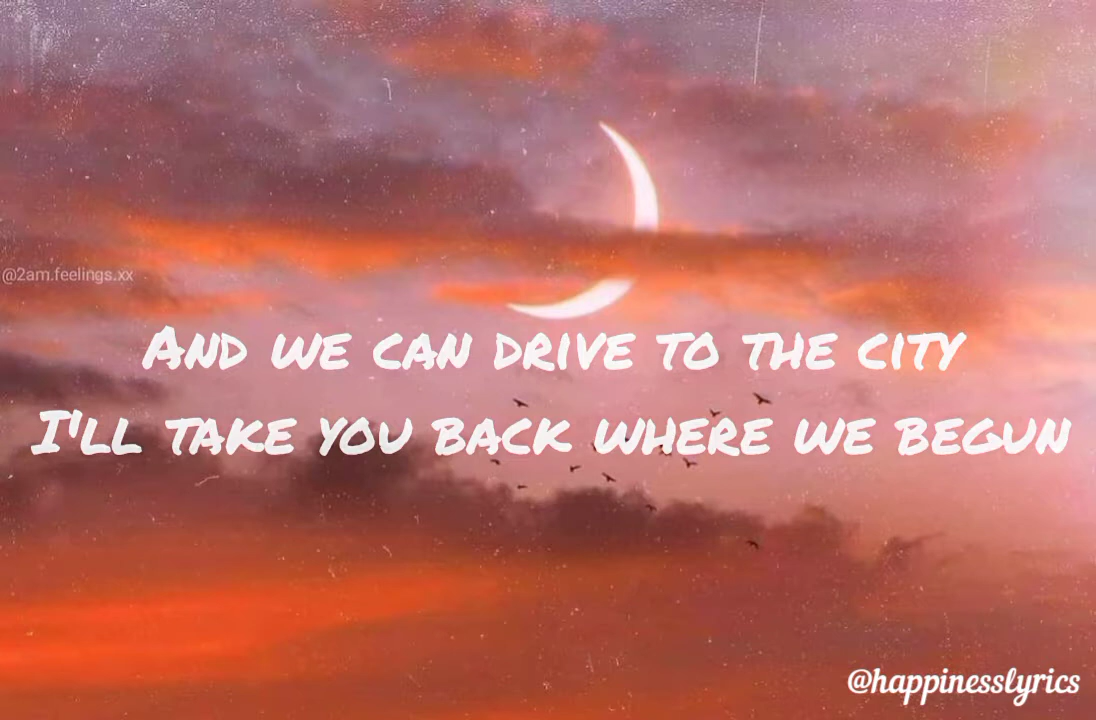 @2am.feelings.xx
And we can drive to the city
I'll take you back where we begun
@happinesslyrics